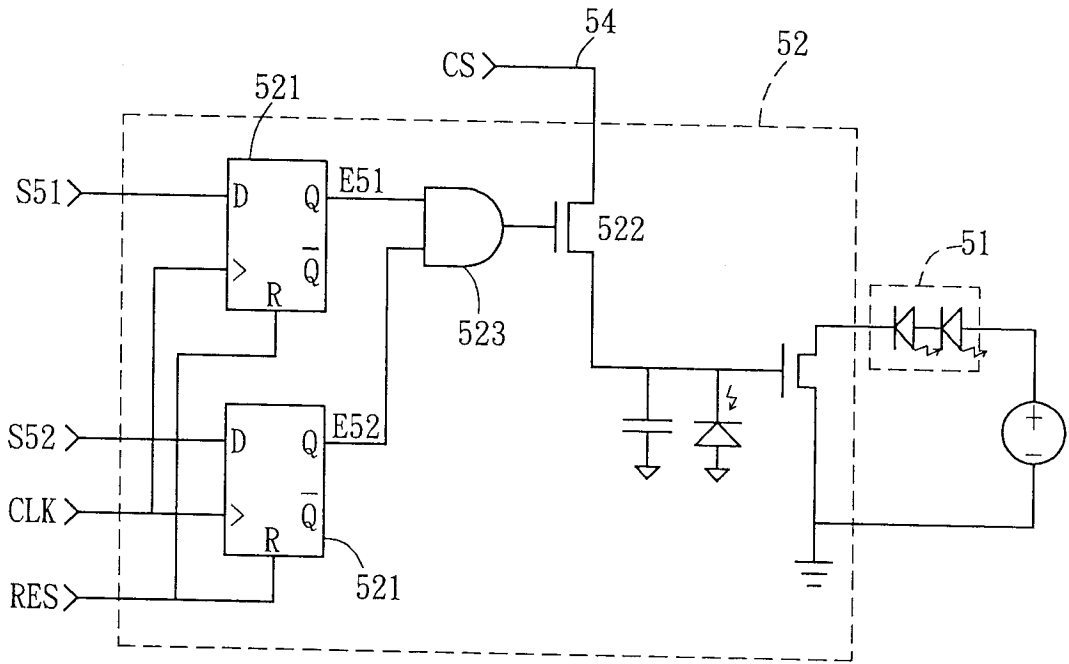 54
CS
52
521
S51
D
Q
E51
Q̅
R
522
523
51
S52
D
Q
E52
CLK
Q̅
R
521
RES
+
−